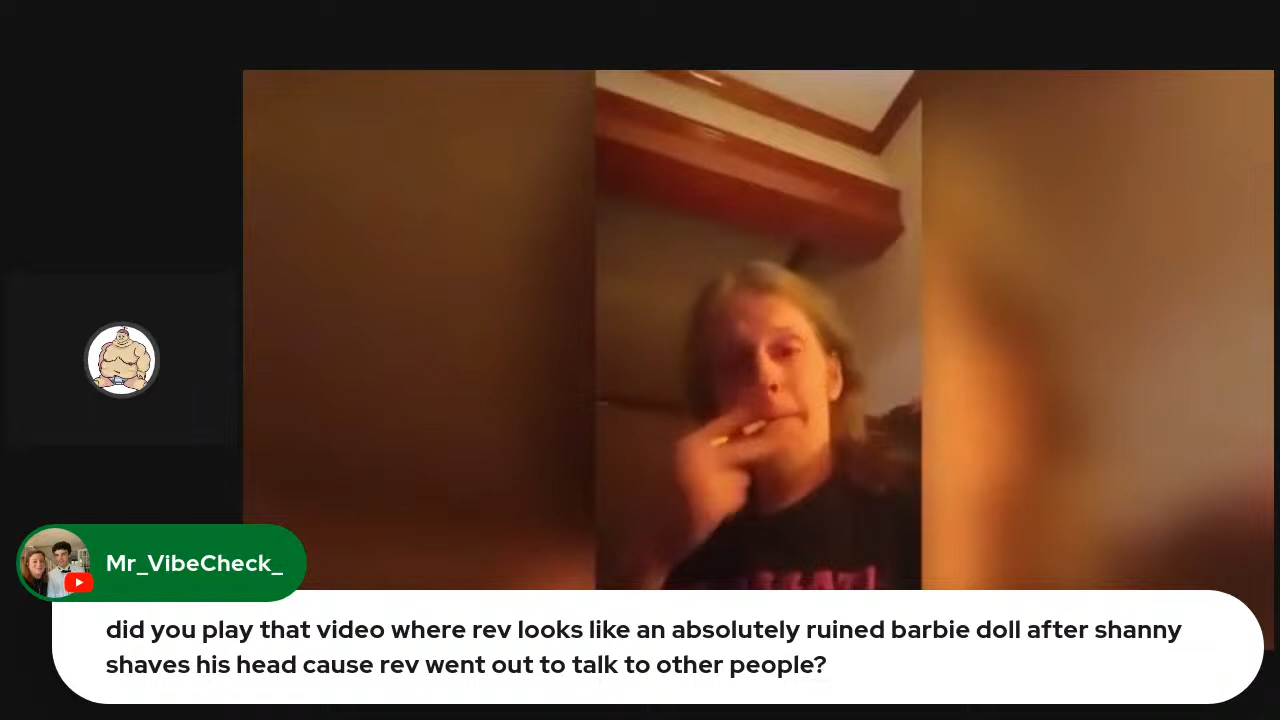 Mr_VibeCheck_
did you play that video where rev looks like an absolutely ruined barbie doll after shanny
shaves his head cause rev went out to talk to other people?